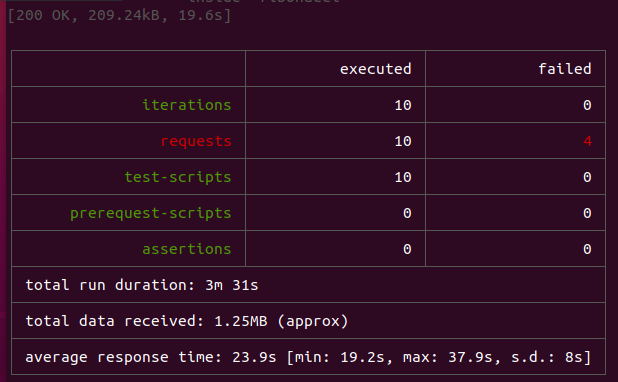 [200 OK, 209.24kB, 19.6s]
executed failed
iterations 10 0
requests 10 4
test-scripts 10 0
prerequest-scripts 0 0
assertions 0 0
total run duration: 3m 31s
total data received: 1.25MB (approx)
average response time: 23.9s [min: 19.2s, max: 37.9s, s.d.: 8s]